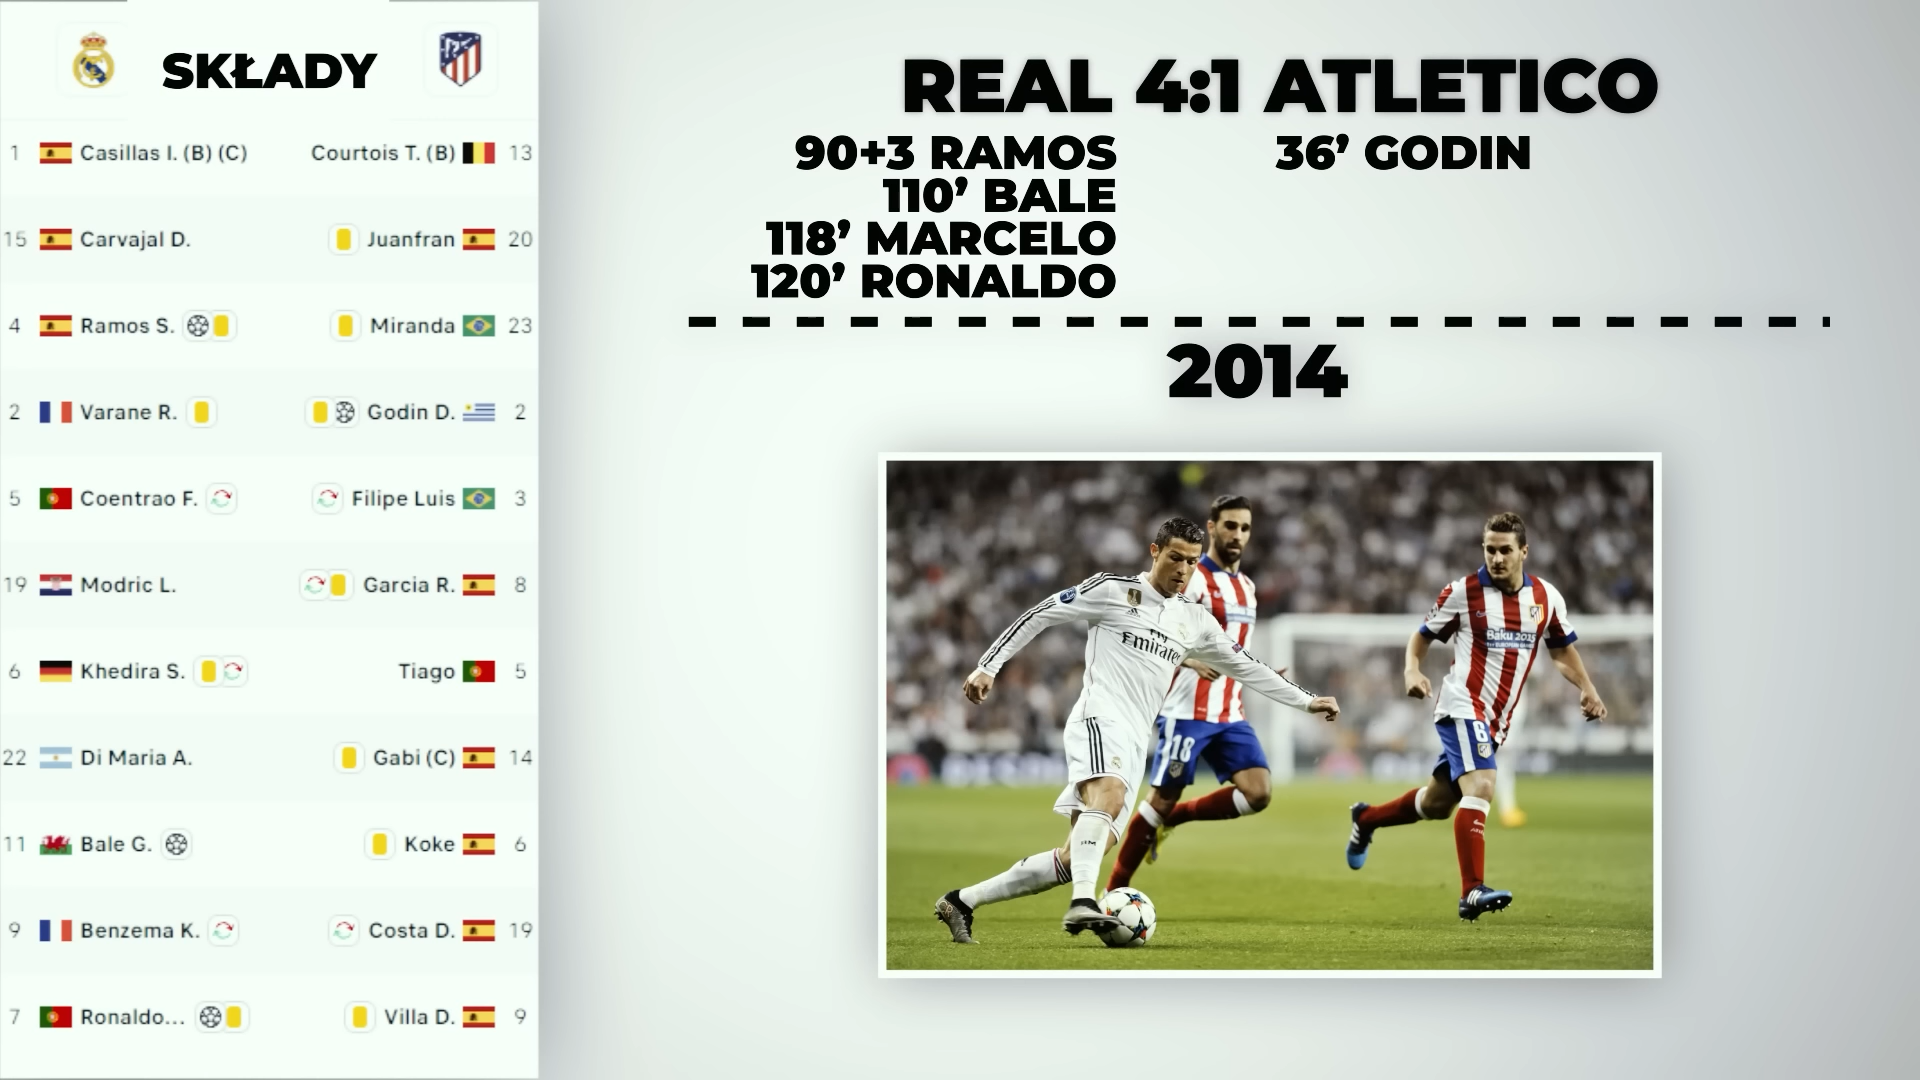 SKŁADY
1 Casillas I. (B) (C) Courtois T. (B) 13
15 Carvajal D. Juanfran 20
4 Ramos S. Miranda 23
2 Varane R. Godin D. 2
5 Coentrao F. Filipe Luis 3
19 Modric L. Garcia R. 8
6 Khedira S. Tiago 5
22 Di Maria A. Gabi (C) 14
11 Bale G. Koke 6
9 Benzema K. Costa D. 19
7 Ronaldo... Villa D. 9
REAL 4:1 ATLETICO
90+3 RAMOS 36’ GODIN
110’ BALE
118’ MARCELO
120’ RONALDO
2014
Fly
Emirates
Baku 2015
18
6